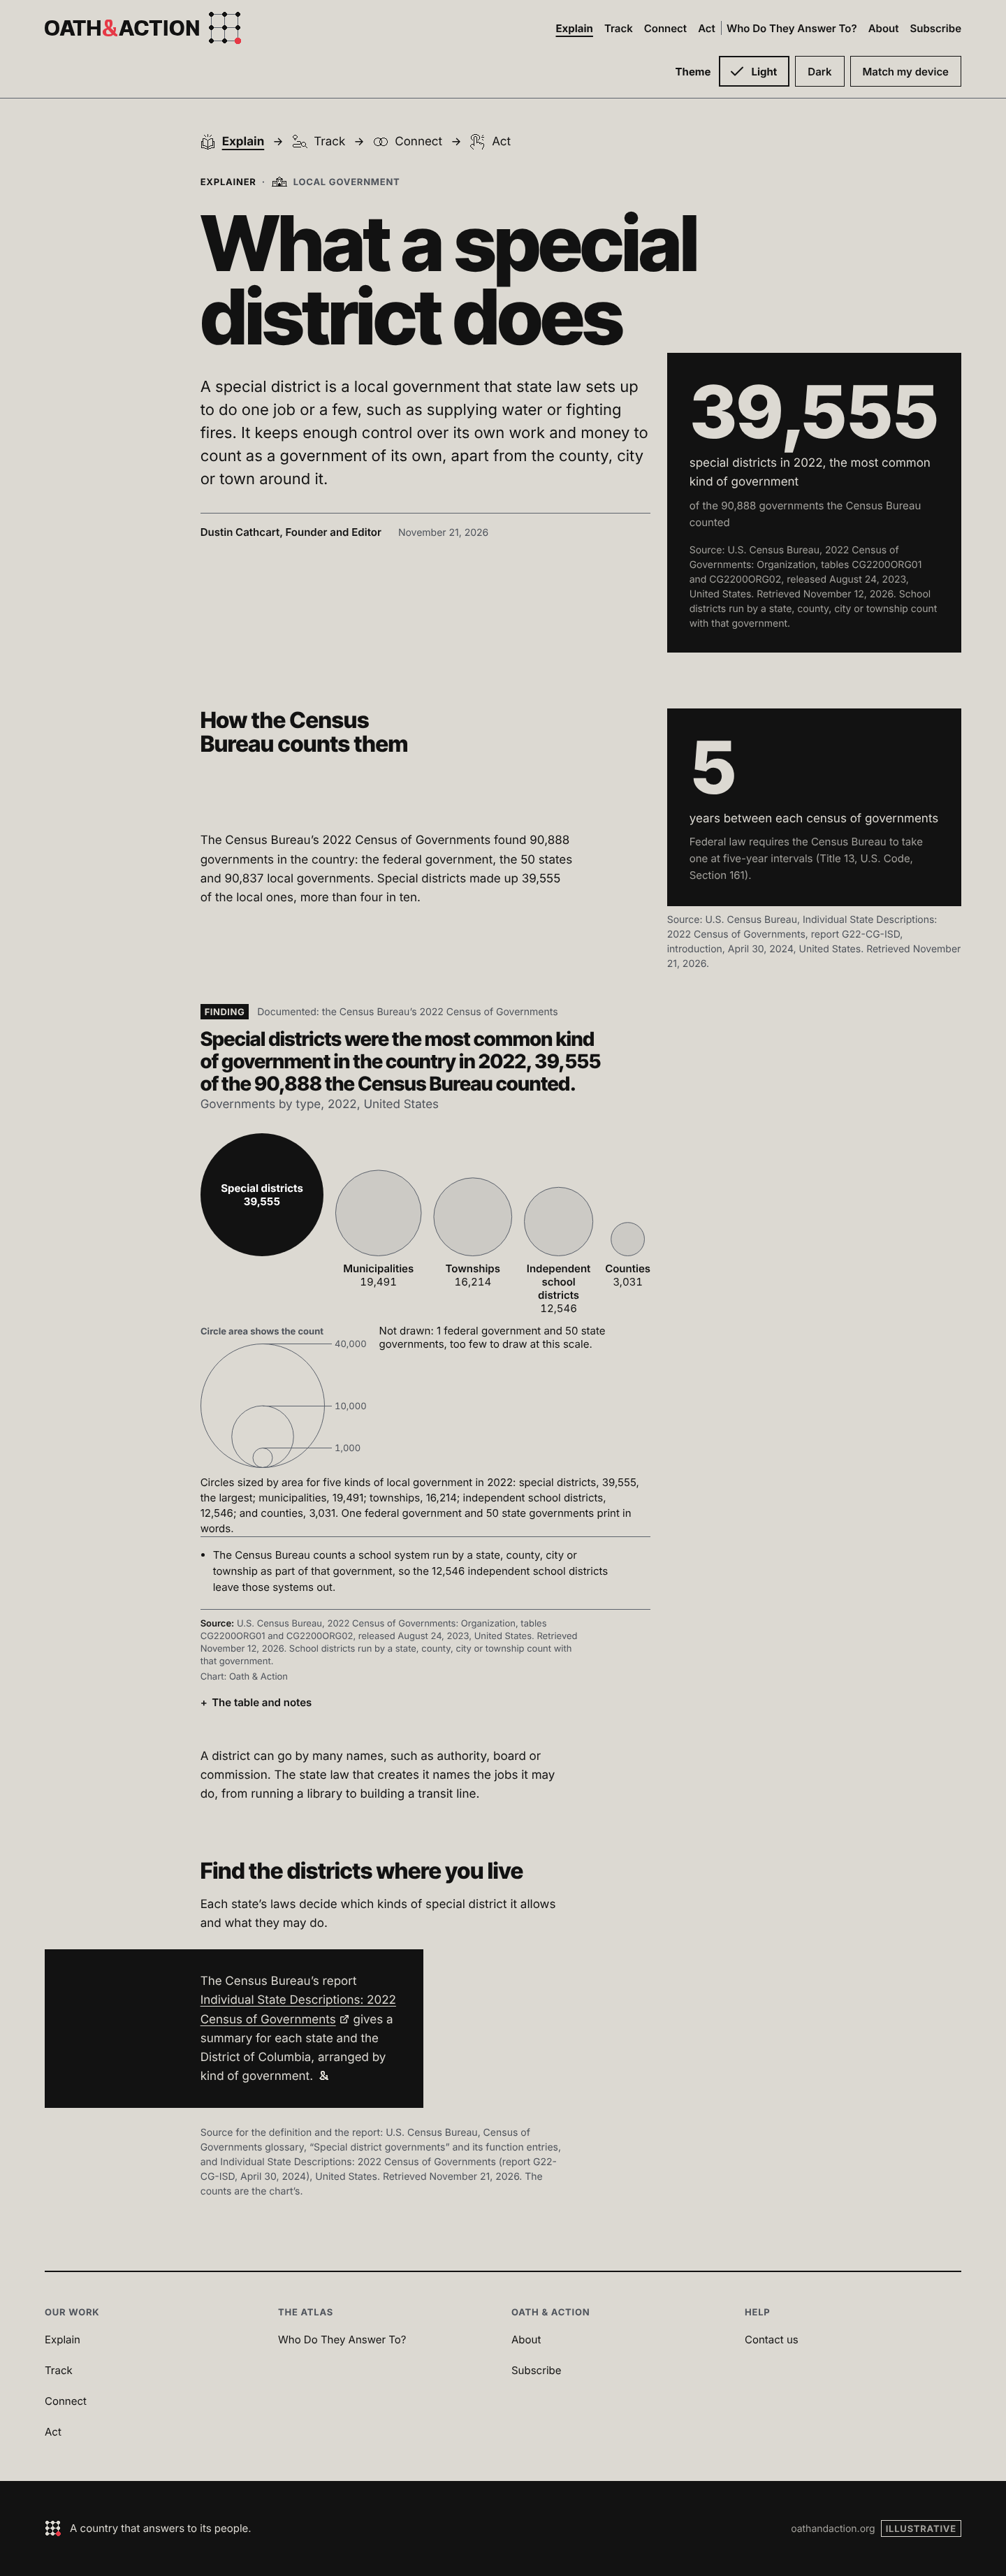 OATH&ACTION
Explain Track Connect Act Who Do They Answer To? About Subscribe
Theme Light Dark Match my device
Explain → Track → Connect → Act
EXPLAINER · LOCAL GOVERNMENT
What a special
district does
A special district is a local government that state law sets up
to do one job or a few, such as supplying water or fighting
fires. It keeps enough control over its own work and money to
count as a government of its own, apart from the county, city
or town around it.
Dustin Cathcart, Founder and Editor November 21, 2026
39,555
special districts in 2022, the most common
kind of government
of the 90,888 governments the Census Bureau
counted
Source: U.S. Census Bureau, 2022 Census of
Governments: Organization, tables CG2200ORG01
and CG2200ORG02, released August 24, 2023,
United States. Retrieved November 12, 2026. School
districts run by a state, county, city or township count
with that government.
How the Census
Bureau counts them
The Census Bureau’s 2022 Census of Governments found 90,888
governments in the country: the federal government, the 50 states
and 90,837 local governments. Special districts made up 39,555
of the local ones, more than four in ten.
5
years between each census of governments
Federal law requires the Census Bureau to take
one at five-year intervals (Title 13, U.S. Code,
Section 161).
Source: U.S. Census Bureau, Individual State Descriptions:
2022 Census of Governments, report G22-CG-ISD,
introduction, April 30, 2024, United States. Retrieved November
21, 2026.
FINDING Documented: the Census Bureau’s 2022 Census of Governments
Special districts were the most common kind
of government in the country in 2022, 39,555
of the 90,888 the Census Bureau counted.
Governments by type, 2022, United States
Special districts
39,555
Municipalities
19,491
Townships
16,214
Independent
school
districts
12,546
Counties
3,031
Circle area shows the count
40,000
10,000
1,000
Not drawn: 1 federal government and 50 state
governments, too few to draw at this scale.
Circles sized by area for five kinds of local government in 2022: special districts, 39,555,
the largest; municipalities, 19,491; townships, 16,214; independent school districts,
12,546; and counties, 3,031. One federal government and 50 state governments print in
words.
• The Census Bureau counts a school system run by a state, county, city or
township as part of that government, so the 12,546 independent school districts
leave those systems out.
Source: U.S. Census Bureau, 2022 Census of Governments: Organization, tables
CG2200ORG01 and CG2200ORG02, released August 24, 2023, United States. Retrieved
November 12, 2026. School districts run by a state, county, city or township count with
that government.
Chart: Oath & Action
+ The table and notes
A district can go by many names, such as authority, board or
commission. The state law that creates it names the jobs it may
do, from running a library to building a transit line.
Find the districts where you live
Each state’s laws decide which kinds of special district it allows
and what they may do.
The Census Bureau’s report
Individual State Descriptions: 2022
Census of Governments gives a
summary for each state and the
District of Columbia, arranged by
kind of government. &
Source for the definition and the report: U.S. Census Bureau, Census of
Governments glossary, “Special district governments” and its function entries,
and Individual State Descriptions: 2022 Census of Governments (report G22-
CG-ISD, April 30, 2024), United States. Retrieved November 21, 2026. The
counts are the chart’s.
OUR WORK
Explain
Track
Connect
Act
THE ATLAS
Who Do They Answer To?
OATH & ACTION
About
Subscribe
HELP
Contact us
A country that answers to its people.
oathandaction.org ILLUSTRATIVE